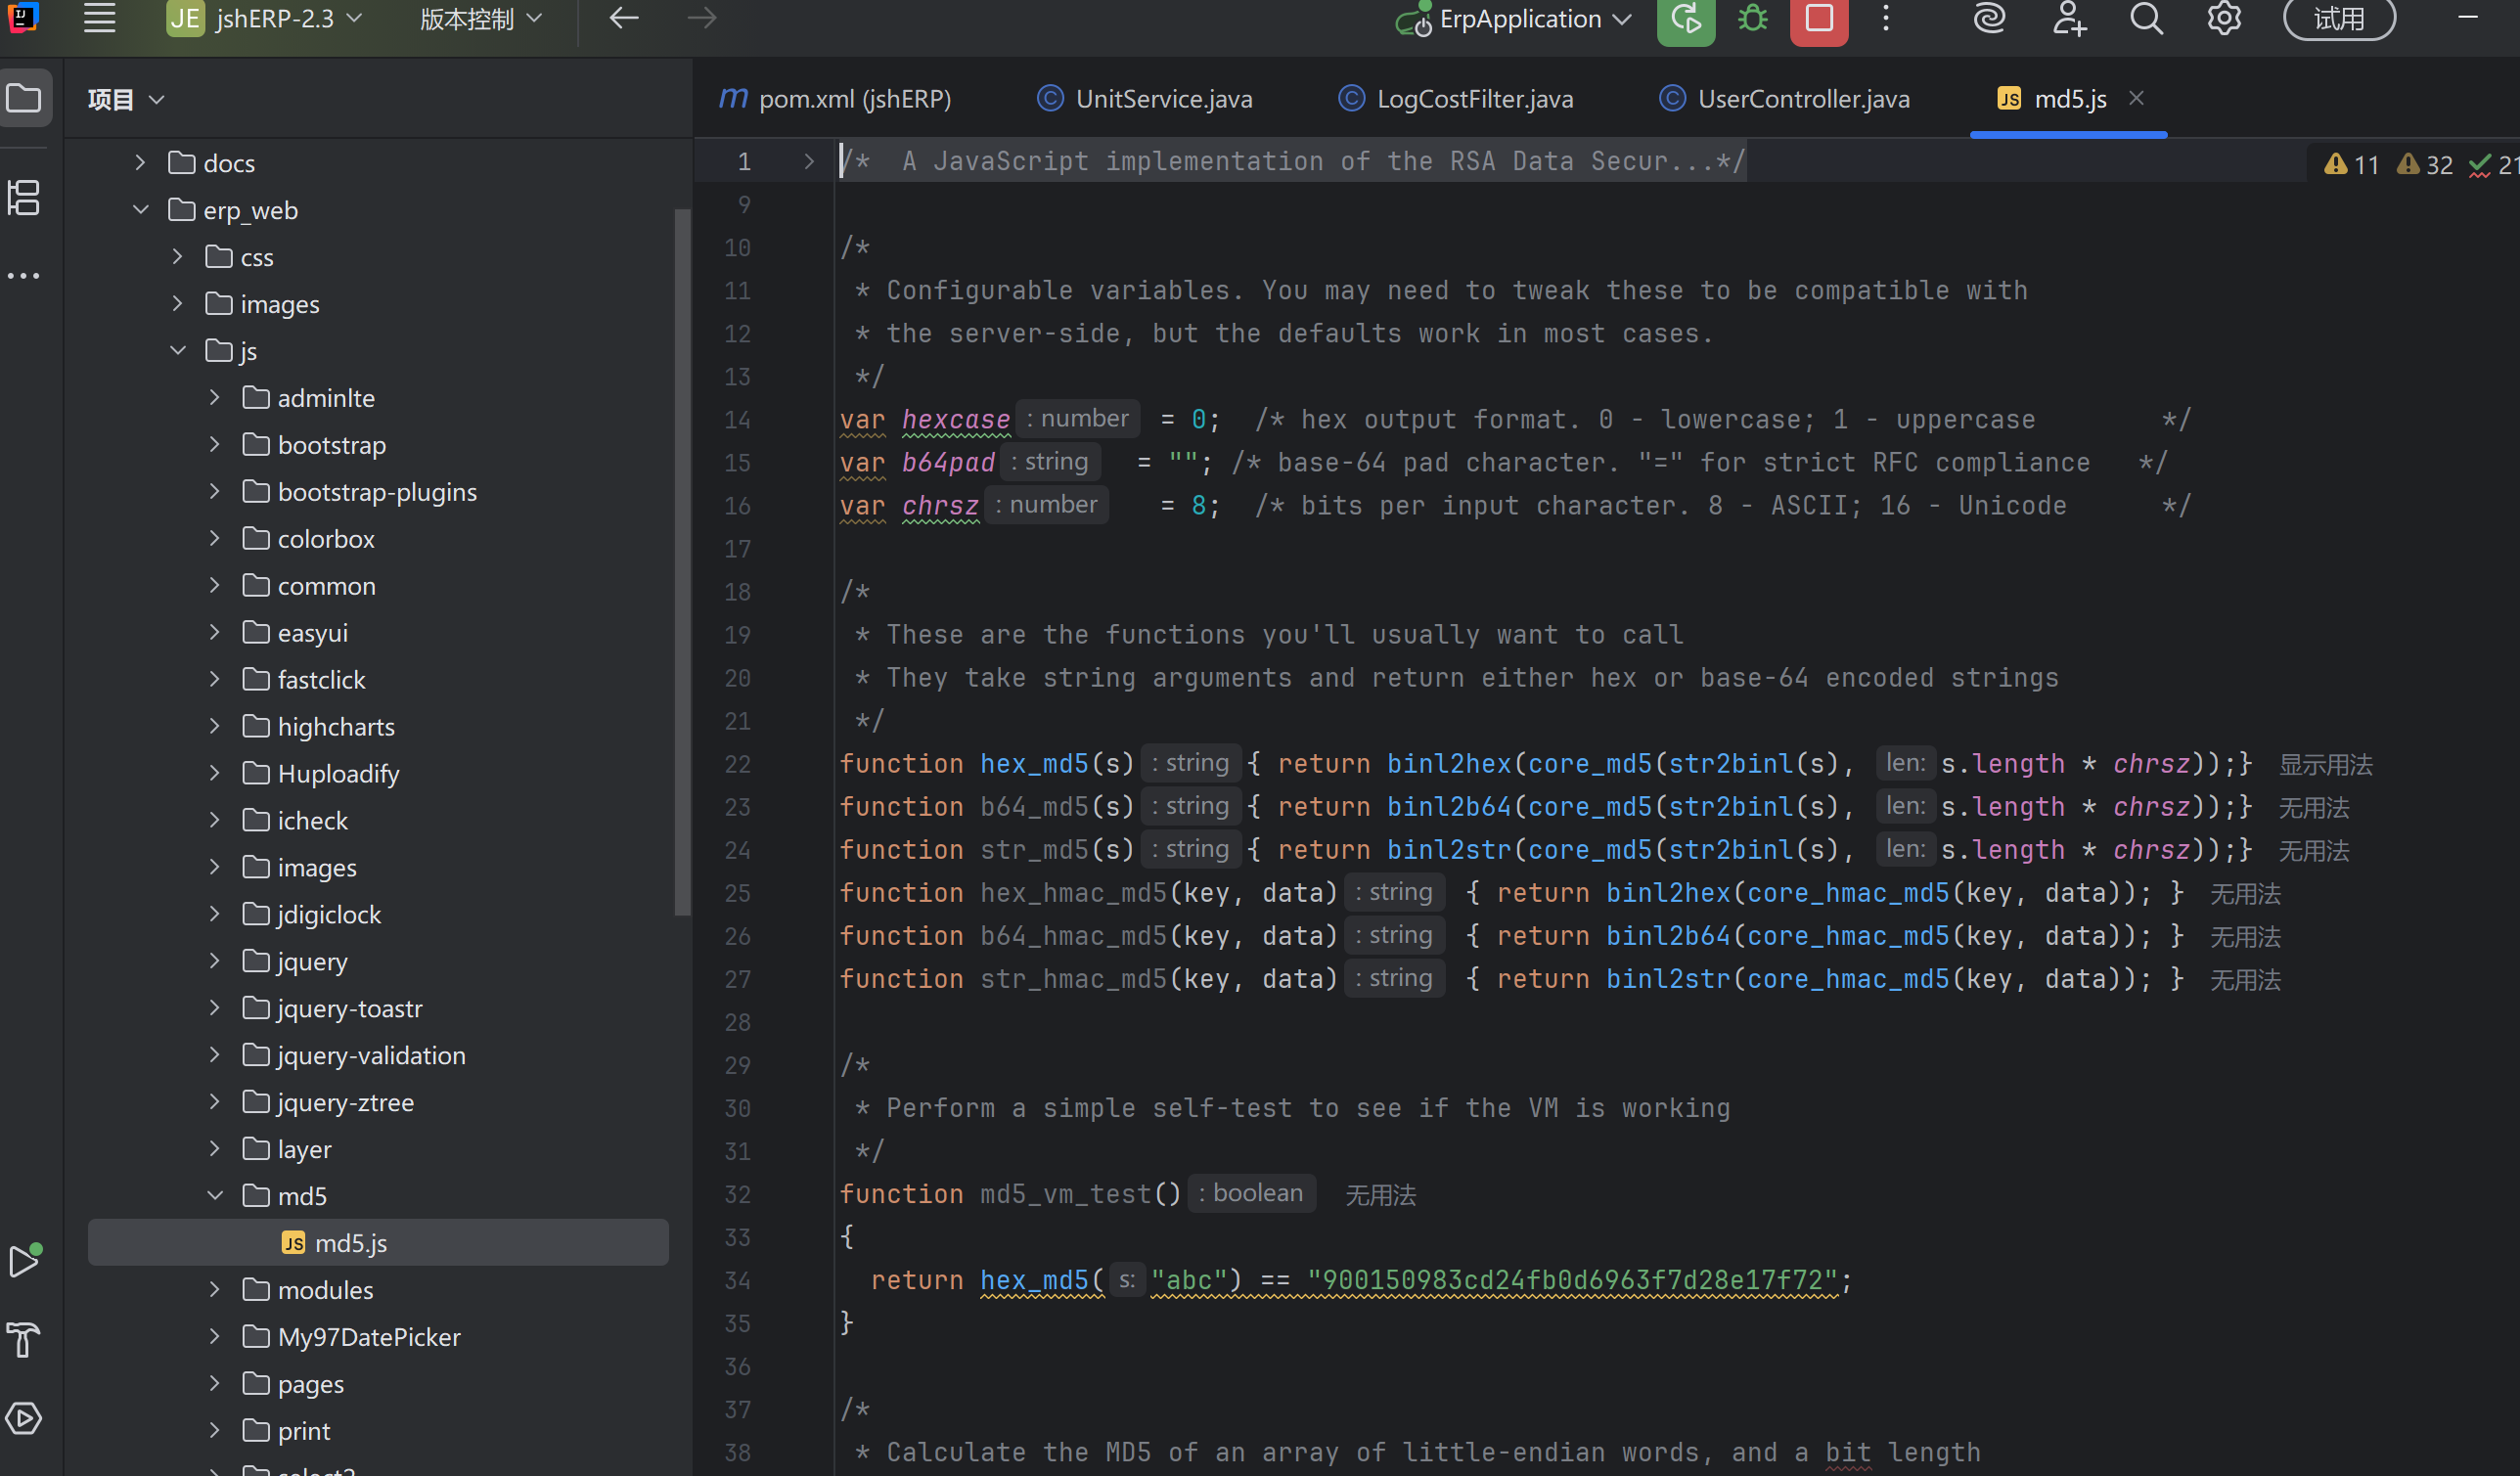 JE jshERP-2.3 版本控制 ErpApplication 试用
项目
docs
erp_web
css
images
js
adminlte
bootstrap
bootstrap-plugins
colorbox
common
easyui
fastclick
highcharts
Huploadify
icheck
images
jdigiclock
jquery
jquery-toastr
jquery-validation
jquery-ztree
layer
md5
JS md5.js
modules
My97DatePicker
pages
print
select2
m pom.xml (jshERP) © UnitService.java © LogCostFilter.java © UserController.java JS md5.js
11 32 21
1 /*  A JavaScript implementation of the RSA Data Secur...*/
9
10 /*
11  * Configurable variables. You may need to tweak these to be compatible with
12  * the server-side, but the defaults work in most cases.
13  */
14 var hexcase : number = 0;  /* hex output format. 0 - lowercase; 1 - uppercase        */
15 var b64pad : string  = ""; /* base-64 pad character. "=" for strict RFC compliance   */
16 var chrsz : number   = 8;  /* bits per input character. 8 - ASCII; 16 - Unicode      */
17
18 /*
19  * These are the functions you'll usually want to call
20  * They take string arguments and return either hex or base-64 encoded strings
21  */
22 function hex_md5(s) : string { return binl2hex(core_md5(str2binl(s), len: s.length * chrsz));} 显示用法
23 function b64_md5(s) : string { return binl2b64(core_md5(str2binl(s), len: s.length * chrsz));} 无用法
24 function str_md5(s) : string { return binl2str(core_md5(str2binl(s), len: s.length * chrsz));} 无用法
25 function hex_hmac_md5(key, data) : string { return binl2hex(core_hmac_md5(key, data)); } 无用法
26 function b64_hmac_md5(key, data) : string { return binl2b64(core_hmac_md5(key, data)); } 无用法
27 function str_hmac_md5(key, data) : string { return binl2str(core_hmac_md5(key, data)); } 无用法
28
29 /*
30  * Perform a simple self-test to see if the VM is working
31  */
32 function md5_vm_test() : boolean 无用法
33 {
34   return hex_md5( s: "abc") == "900150983cd24fb0d6963f7d28e17f72";
35 }
36
37 /*
38  * Calculate the MD5 of an array of little-endian words, and a bit length